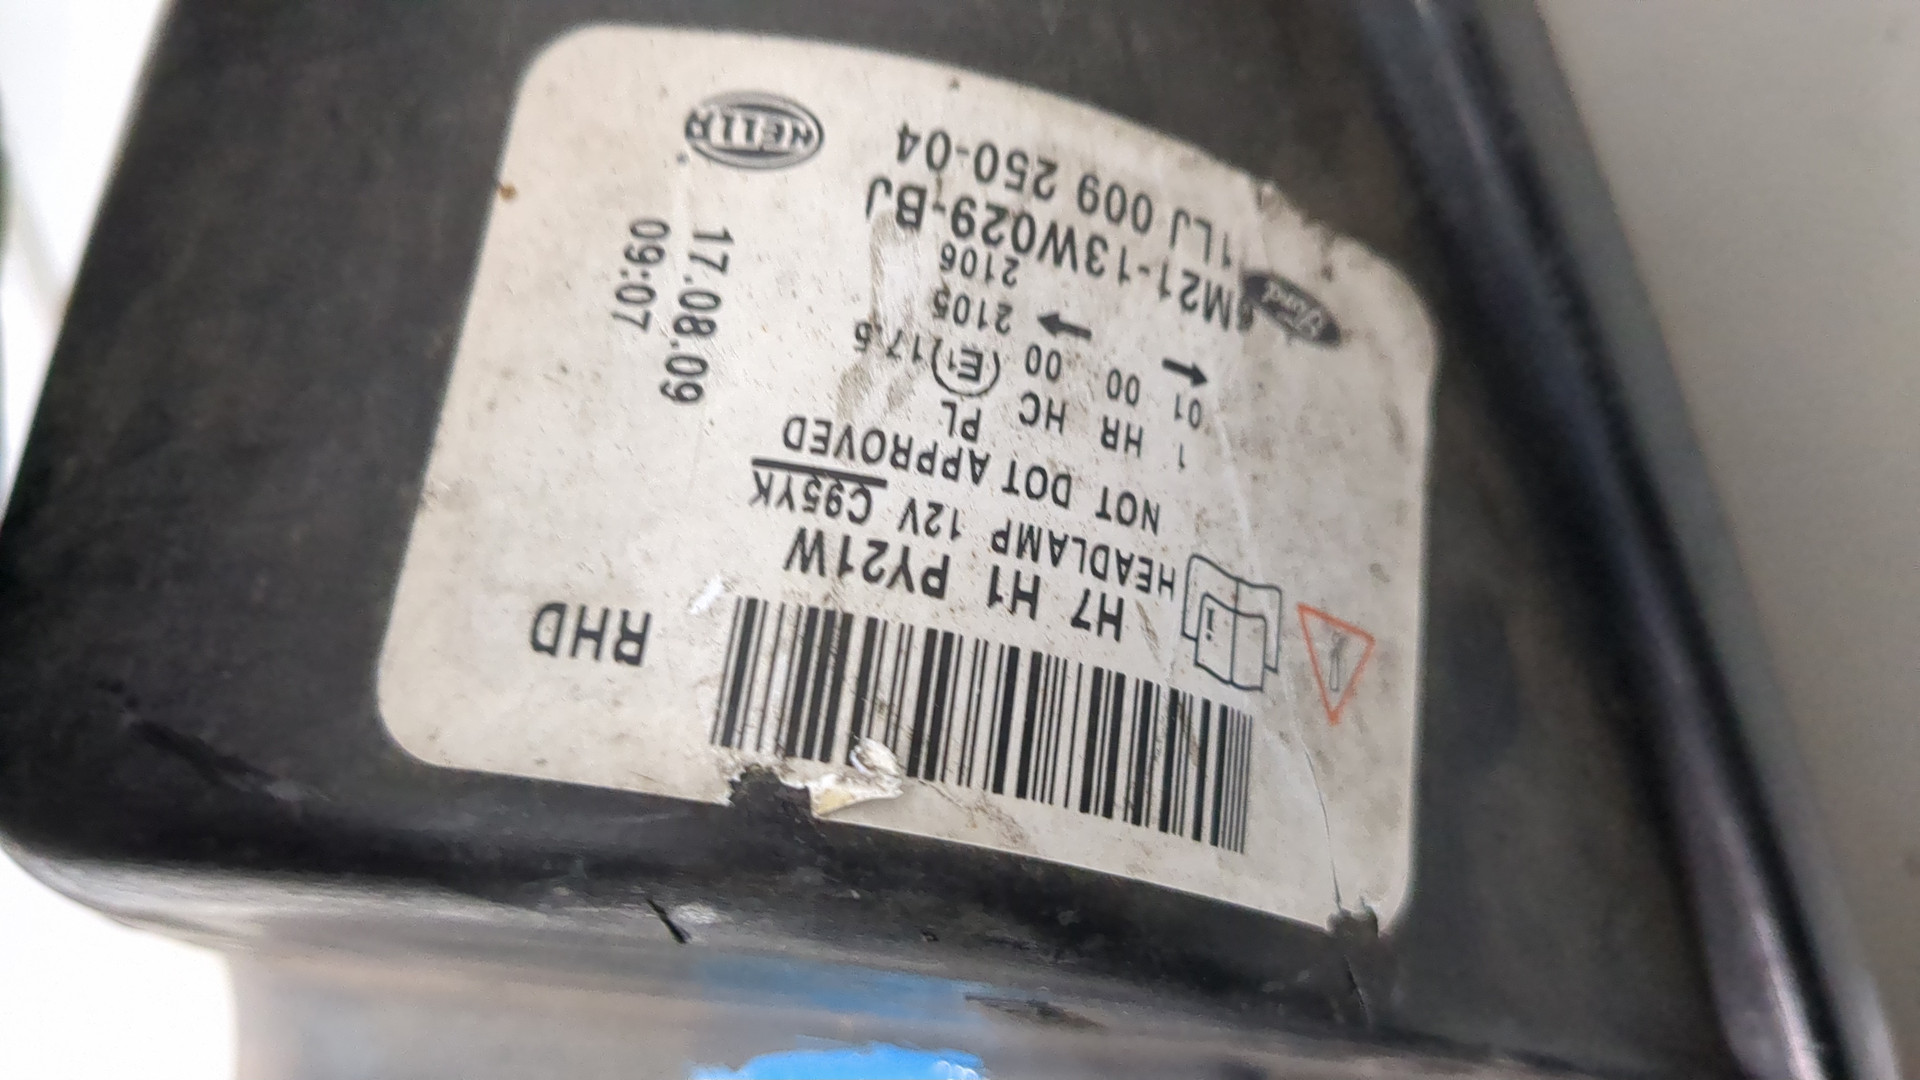 HELLA
1LJ 009 250-04
Ford
6M21-13W029-BJ
2106
← 2105
→
01 00 00 E1 17.5
1. HR HC PL
NOT DOT APPROVED
HEADLAMP 12V C95YK
H7 H1 PY21W
RHD
17.08.09
09:07